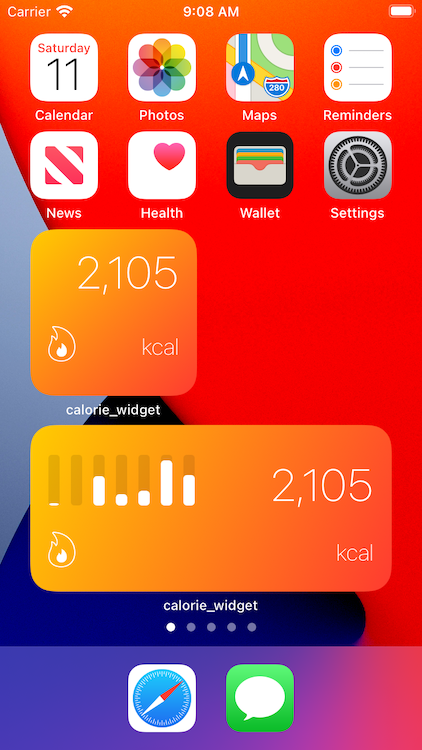 Carrier 9:08 AM
Saturday
11
280
Calendar Photos Maps Reminders
News Health Wallet Settings
2,105
kcal
calorie_widget
2,105
kcal
calorie_widget